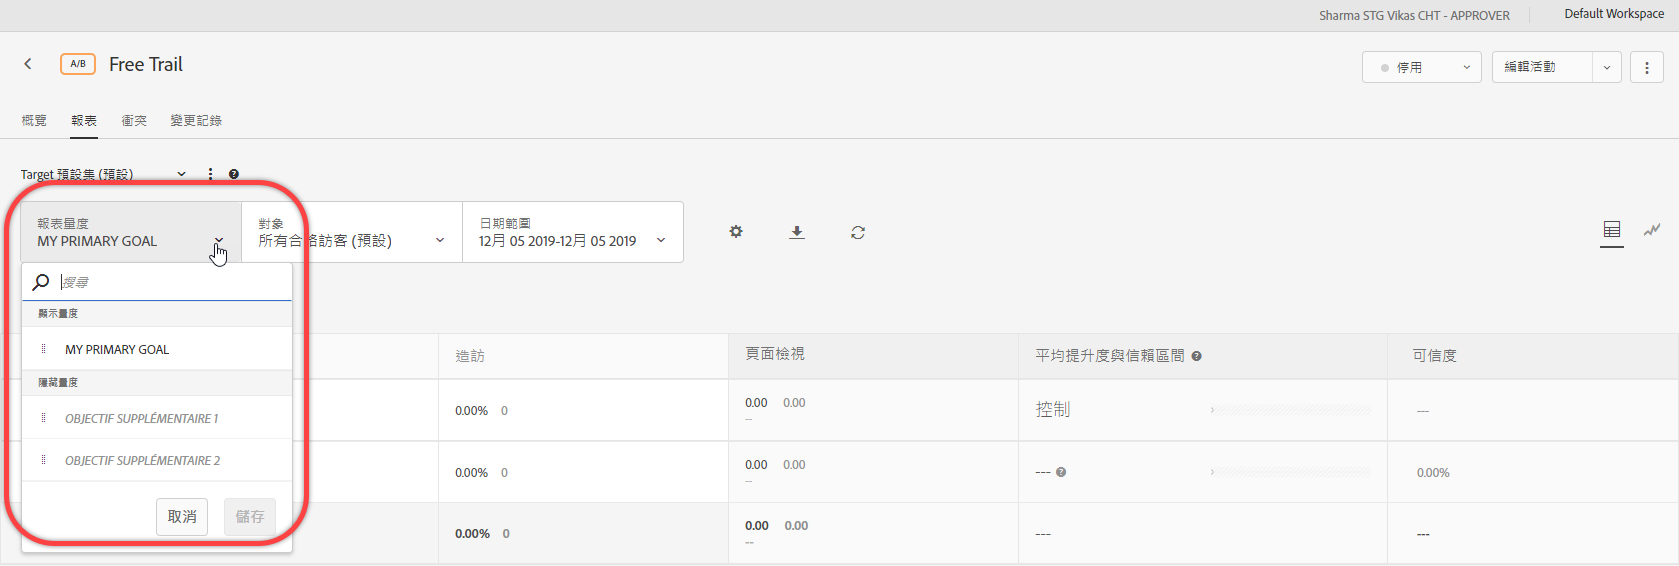 Sharma STG Vikas CHT - APPROVER
Default Workspace
A/B
Free Trail
停用
編輯活動
概覽
報表
衝突
變更記錄
Target 預設集 (預設)
報表量度
MY PRIMARY GOAL
對象
所有合格訪客 (預設)
日期範圍
12月 05 2019-12月 05 2019
搜尋
顯示量度
MY PRIMARY GOAL
隱藏量度
OBJECTIF SUPPLÉMENTAIRE 1
OBJECTIF SUPPLÉMENTAIRE 2
取消
儲存
造訪
頁面檢視
平均提升度與信賴區間
可信度
0.00% 0
0.00 0.00
--
控制
---
0.00% 0
0.00 0.00
--
---
0.00%
0.00% 0
0.00 0.00
--
---
---